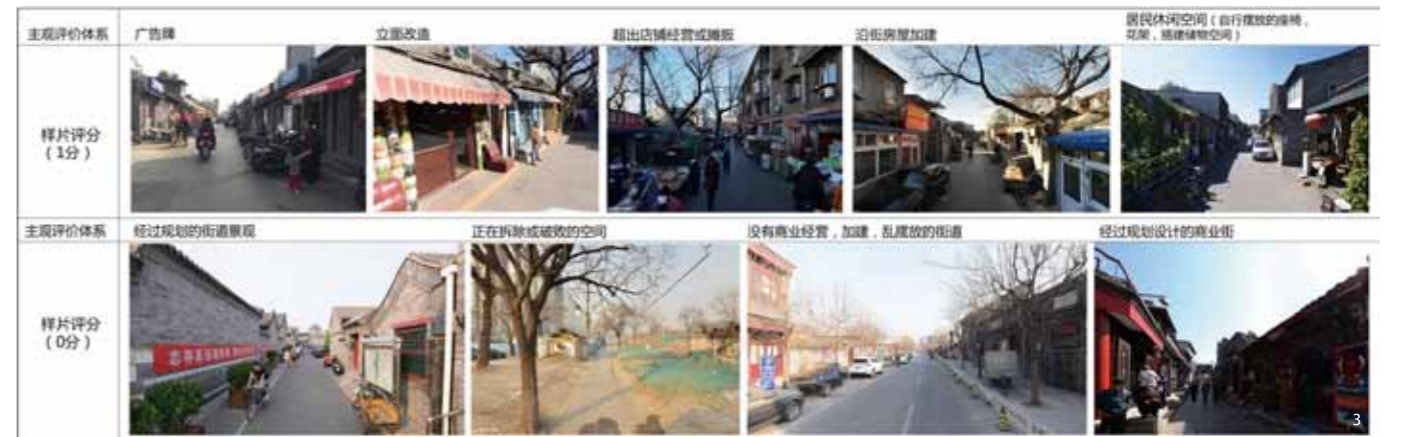 主观评价体系
广告牌
立面改造
超出店铺经营或摊贩
沿街房屋加建
居民休闲空间(自行摆放的座椅,
花架,搭建储物空间)
样片评分
(1分)
主观评价体系
经过规划的街道景观
正在拆除或破败的空间
没有商业经营,加建,乱摆放的街道
经过规划设计的商业街
样片评分
(0分)
3